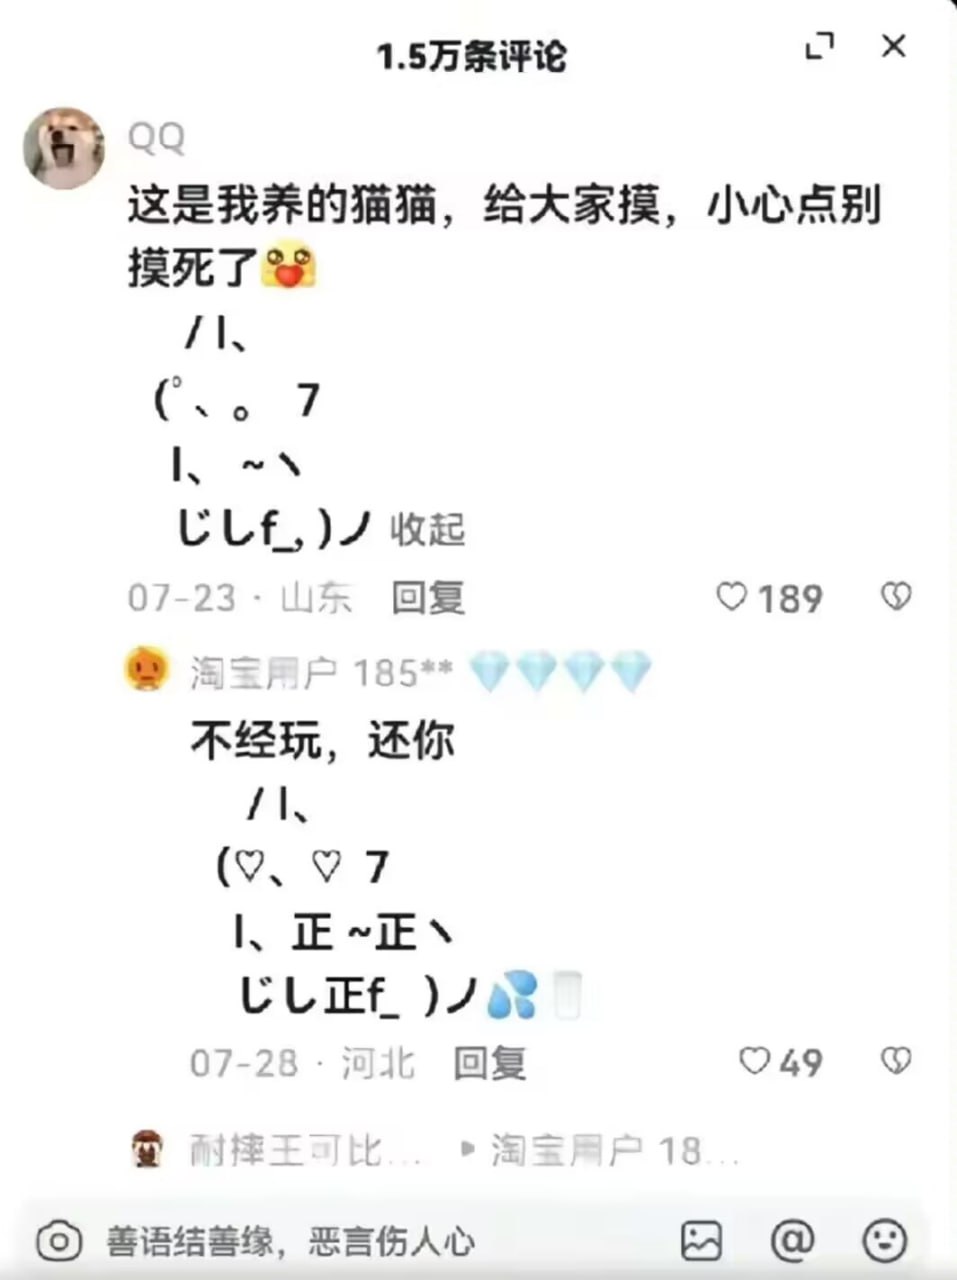 1.5万条评论
QQ
这是我养的猫猫，给大家摸，小心点别
摸死了🥰
/ l、
(ﾟ、。 7
l、 ~ヽ
じしf_, )ノ 收起
07-23 · 山东 回复 189
淘宝用户 185** 💎💎💎💎
不经玩，还你
/ l、
(♡、♡ 7
l、正 ~正ヽ
じし正f_ )ノ💦🥛
07-28 · 河北 回复 49
耐摔王可比... ▶ 淘宝用户 18...
善语结善缘，恶言伤人心